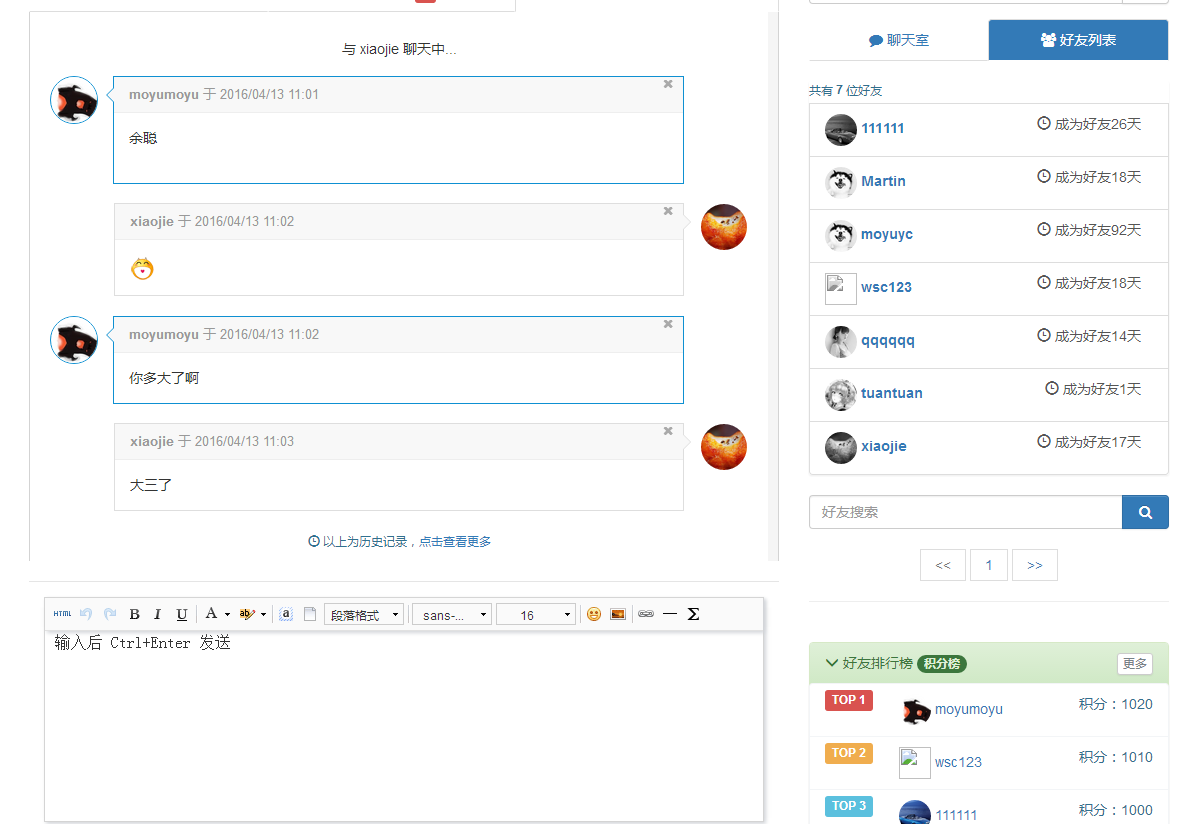 与 xiaojie 聊天中...
moyumoyu 于 2016/04/13 11:01
余聪
xiaojie 于 2016/04/13 11:02
moyumoyu 于 2016/04/13 11:02
你多大了啊
xiaojie 于 2016/04/13 11:03
大三了
以上为历史记录，点击查看更多
HTML B I U A ab a 段落格式 sans-... 16 Σ
输入后 Ctrl+Enter 发送
聊天室 好友列表
共有 7 位好友
111111 成为好友26天
Martin 成为好友18天
moyuyc 成为好友92天
wsc123 成为好友18天
qqqqqq 成为好友14天
tuantuan 成为好友1天
xiaojie 成为好友17天
好友搜索
<< 1 >>
好友排行榜 积分榜 更多
TOP 1 moyumoyu 积分：1020
TOP 2 wsc123 积分：1010
TOP 3 111111 积分：1000